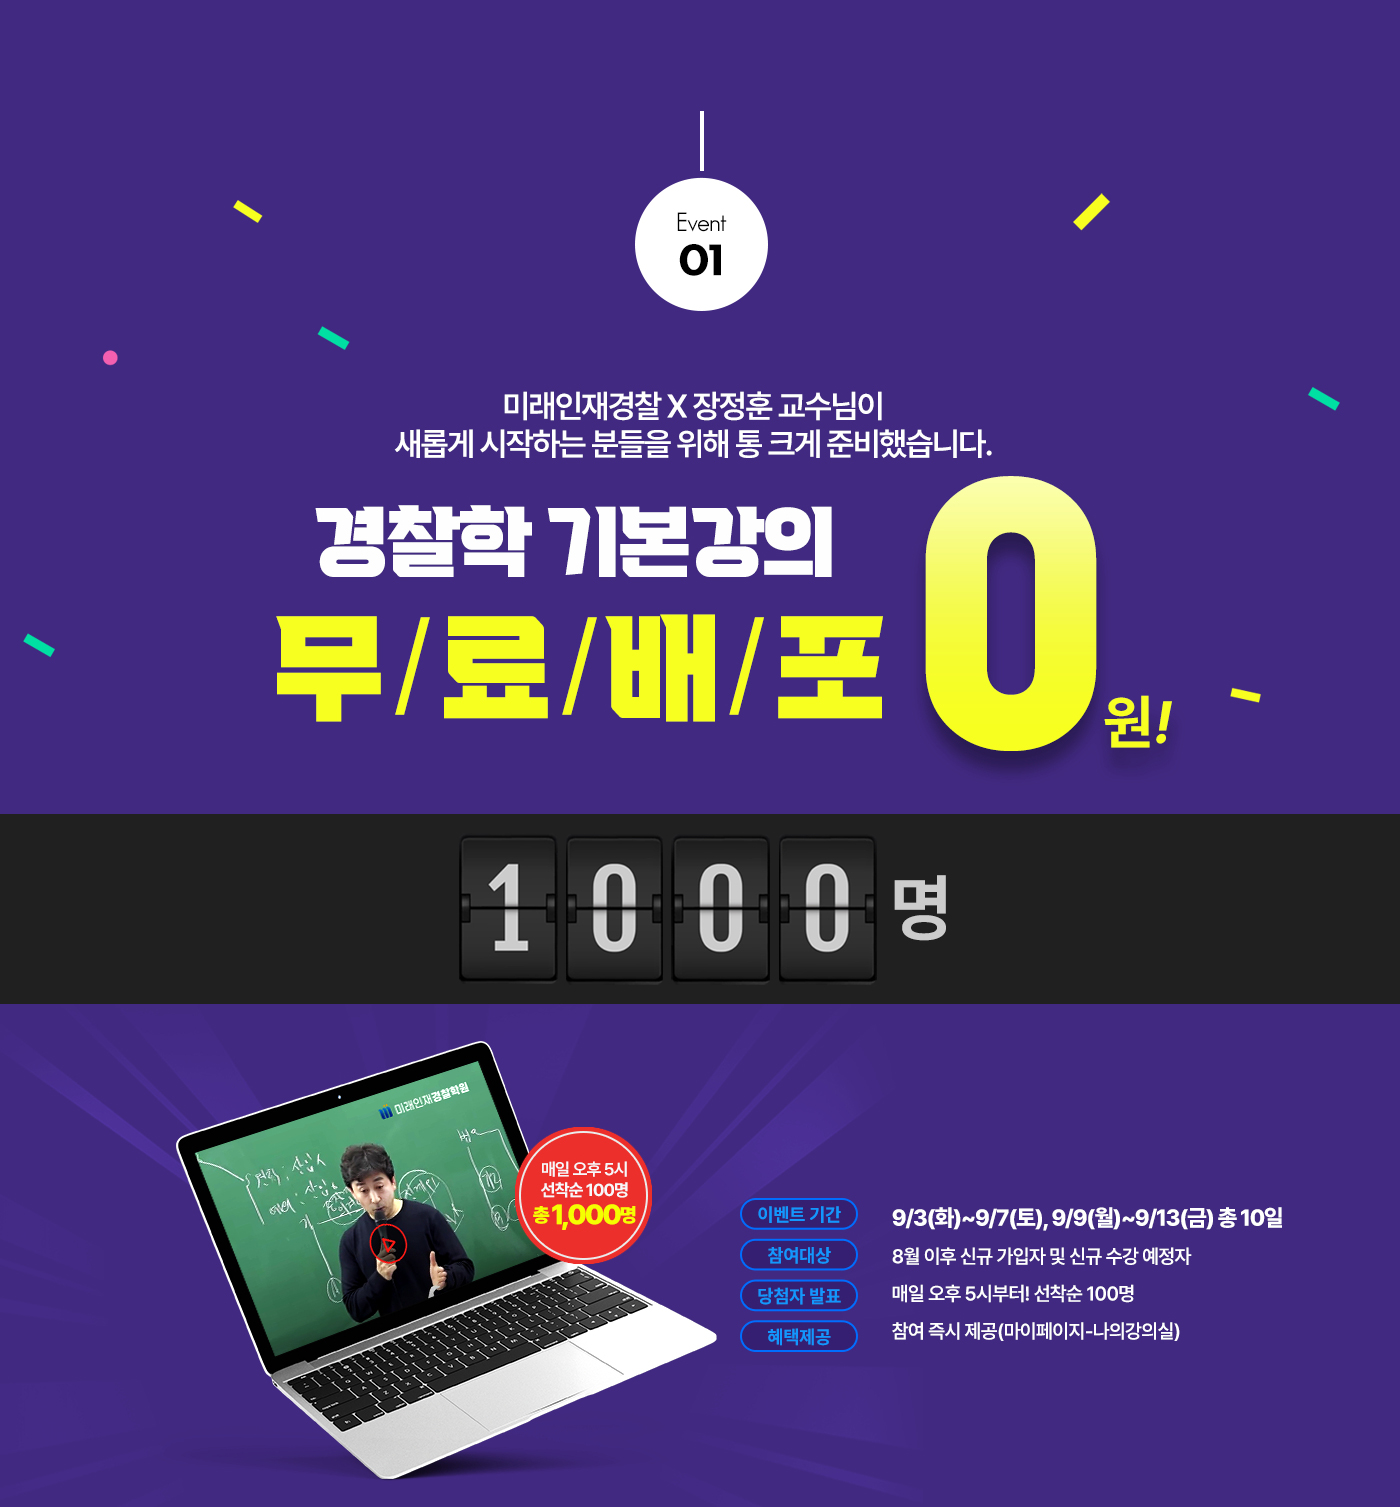 Event
01
미래인재경찰 X 장정훈 교수님이
새롭게 시작하는 분들을 위해 통 크게 준비했습니다.
경찰학 기본강의
무/료/배/포
0원!
1000명
미래인재경찰학원
매일 오후 5시
선착순 100명
총 1,000명
이벤트 기간 9/3(화)~9/7(토), 9/9(월)~9/13(금) 총 10일
참여대상 8월 이후 신규 가입자 및 신규 수강 예정자
당첨자 발표 매일 오후 5시부터! 선착순 100명
혜택제공 참여 즉시 제공(마이페이지-나의강의실)